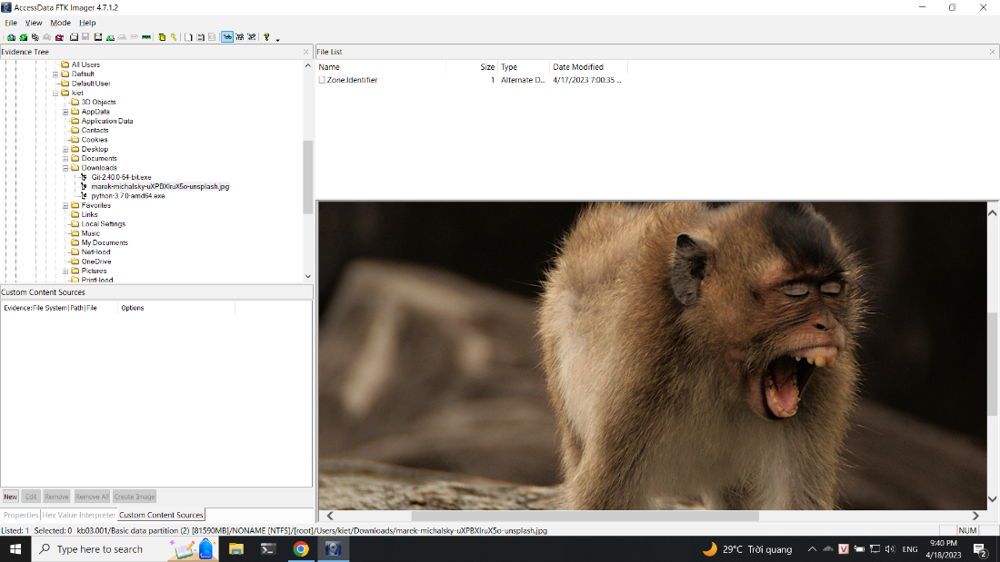 AccessData FTK Imager 4.7.1.2
File View Mode Help
Evidence Tree
All Users
Default
Default User
kiet
3D Objects
AppData
Application Data
Contacts
Cookies
Desktop
Documents
Downloads
Git-2.40.0-64-bit.exe
marek-michalsky-uXPBXlruX5o-unsplash.jpg
python-3.7.0-amd64.exe
Favorites
Links
Local Settings
Music
My Documents
NetHood
OneDrive
Pictures
PrintHood
Custom Content Sources
Evidence:File System|Path|File Options
New Edit Remove Remove All Create Image
Properties Hex Value Interpreter Custom Content Sources
File List
Name Size Type Date Modified
Zone.Identifier 1 Alternate D... 4/17/2023 7:00:35 ...
Listed: 1 Selected: 0 kb03.001/Basic data partition (2) [81590MB]/NONAME [NTFS]/[root]/Users/kiet/Downloads/marek-michalsky-uXPBXlruX5o-unsplash.jpg
NUM
Type here to search
29°C Trời quang
V
ENG
9:40 PM
4/18/2023
2